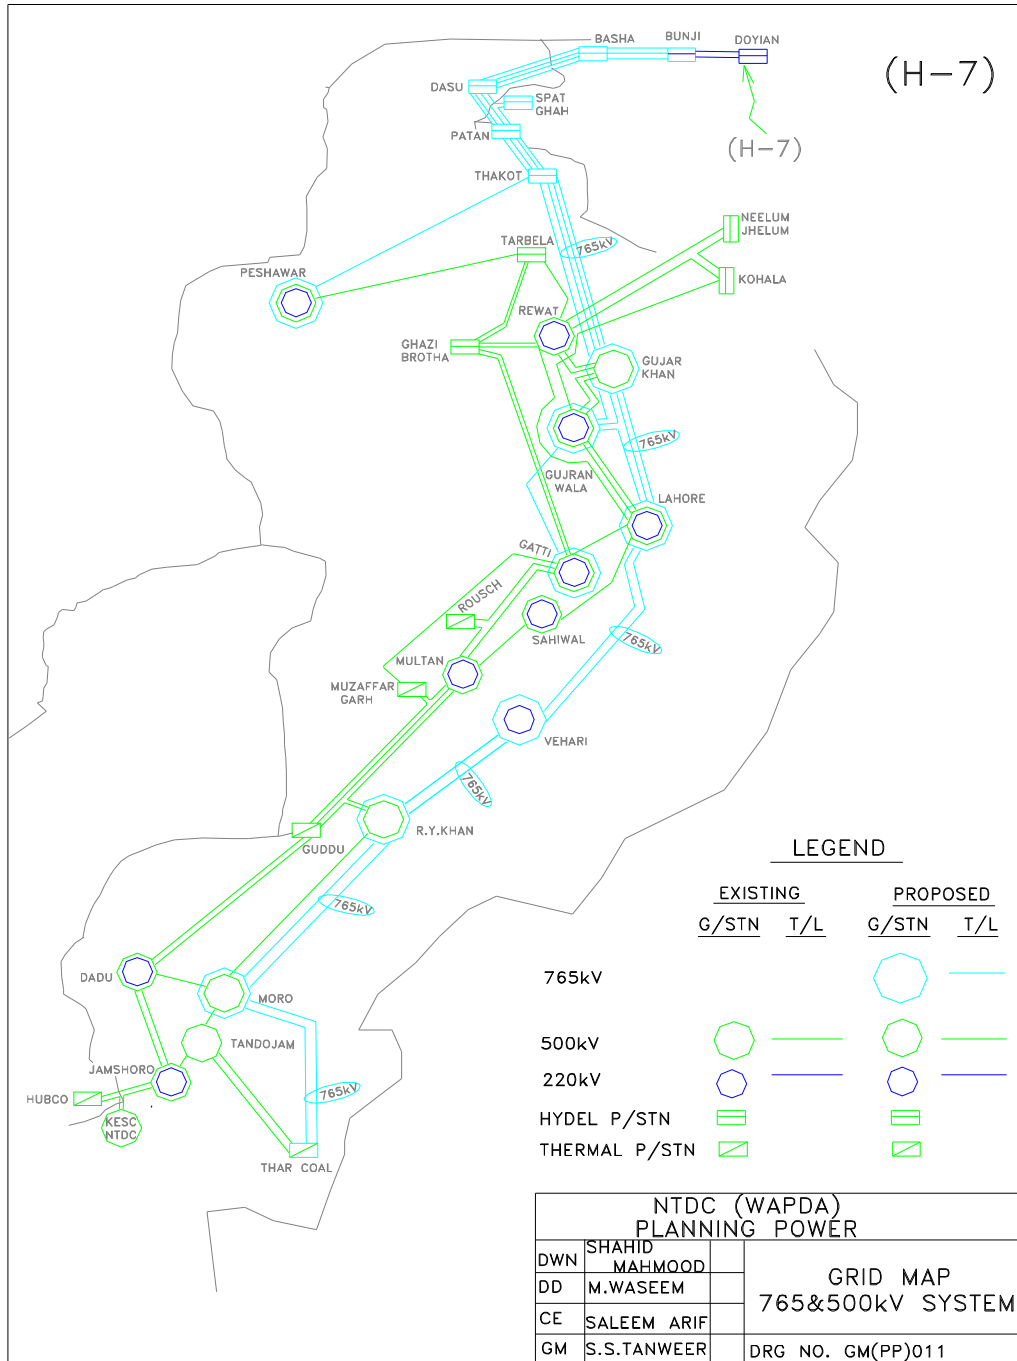 BASHA
BUNJI
DOYIAN
(H-7)
DASU
SPAT
GHAH
PATAN
(H-7)
THAKOT
NEELUM
JHELUM
TARBELA
765kV
PESHAWAR
KOHALA
REWAT
GHAZI
BROTHA
GUJAR
KHAN
765kV
GUJRAN
WALA
LAHORE
GATTI
ROUSCH
SAHIWAL
765kV
MULTAN
MUZAFFAR
GARH
VEHARI
765kV
R.Y.KHAN
GUDDU
LEGEND
765kV
EXISTING
PROPOSED
G/STN T/L
G/STN T/L
DADU
765kV
MORO
TANDOJAM
500kV
JAMSHORO
220kV
HUBCO
765kV
KESC
NTDC
HYDEL P/STN
THERMAL P/STN
THAR COAL
NTDC (WAPDA)
PLANNING POWER
DWN
SHAHID
MAHMOOD
DD
M.WASEEM
CE
SALEEM ARIF
GM
S.S.TANWEER
GRID MAP
765&500kV SYSTEM
DRG NO. GM(PP)011